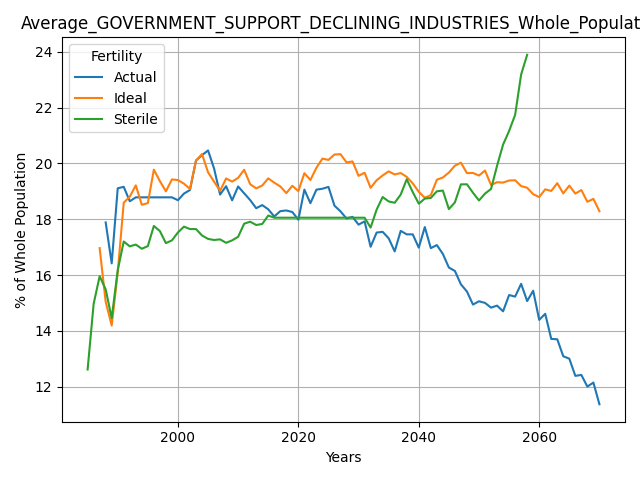 Average_GOVERNMENT_SUPPORT_DECLINING_INDUSTRIES_Whole_Populat
Fertility
Actual
Ideal
Sterile
% of Whole Population
24
22
20
18
16
14
12
2000 2020 2040 2060
Years